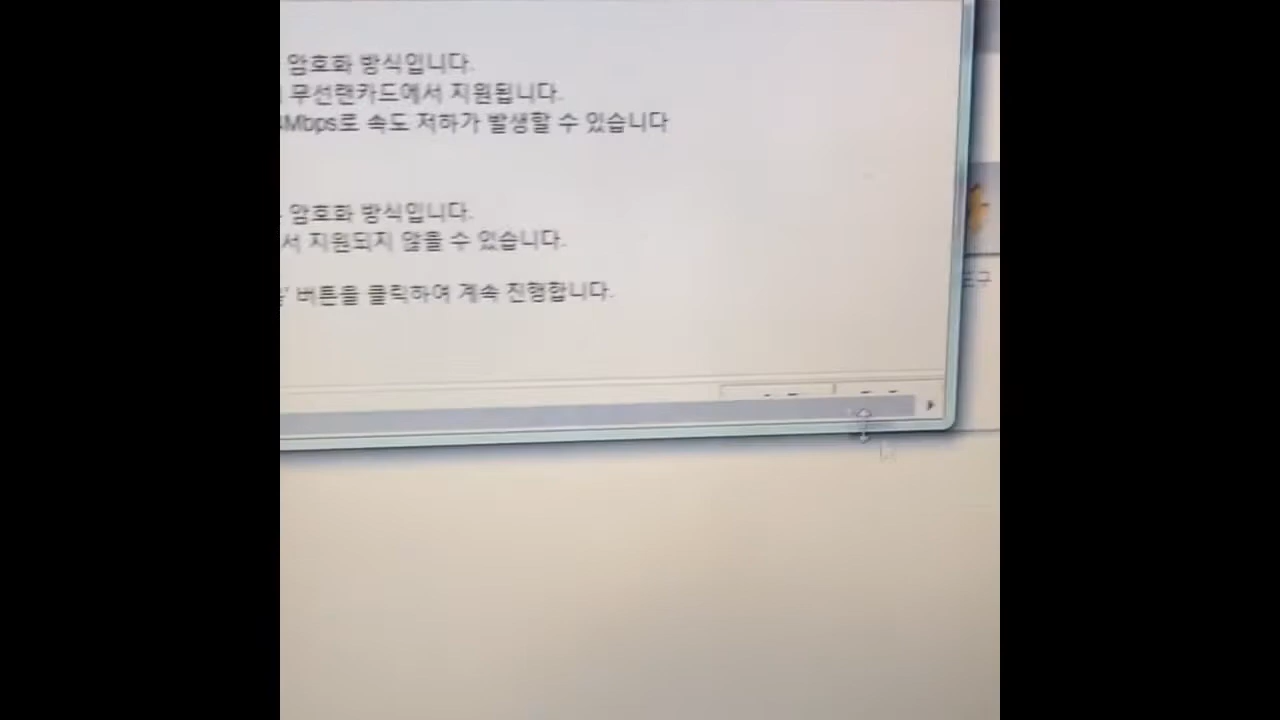 암호화 방식입니다.
무선랜카드에서 지원됩니다.
Mbps로 속도 저하가 발생할 수 있습니다
암호화 방식입니다.
서 지원되지 않을 수 있습니다.
' 버튼을 클릭하여 계속 진행합니다.
도구